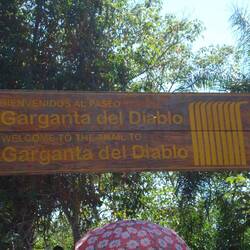 BIENVENIDOS AL PASEO
Garganta del Diablo
WELCOME TO THE TRAIL TO
Garganta del Diablo